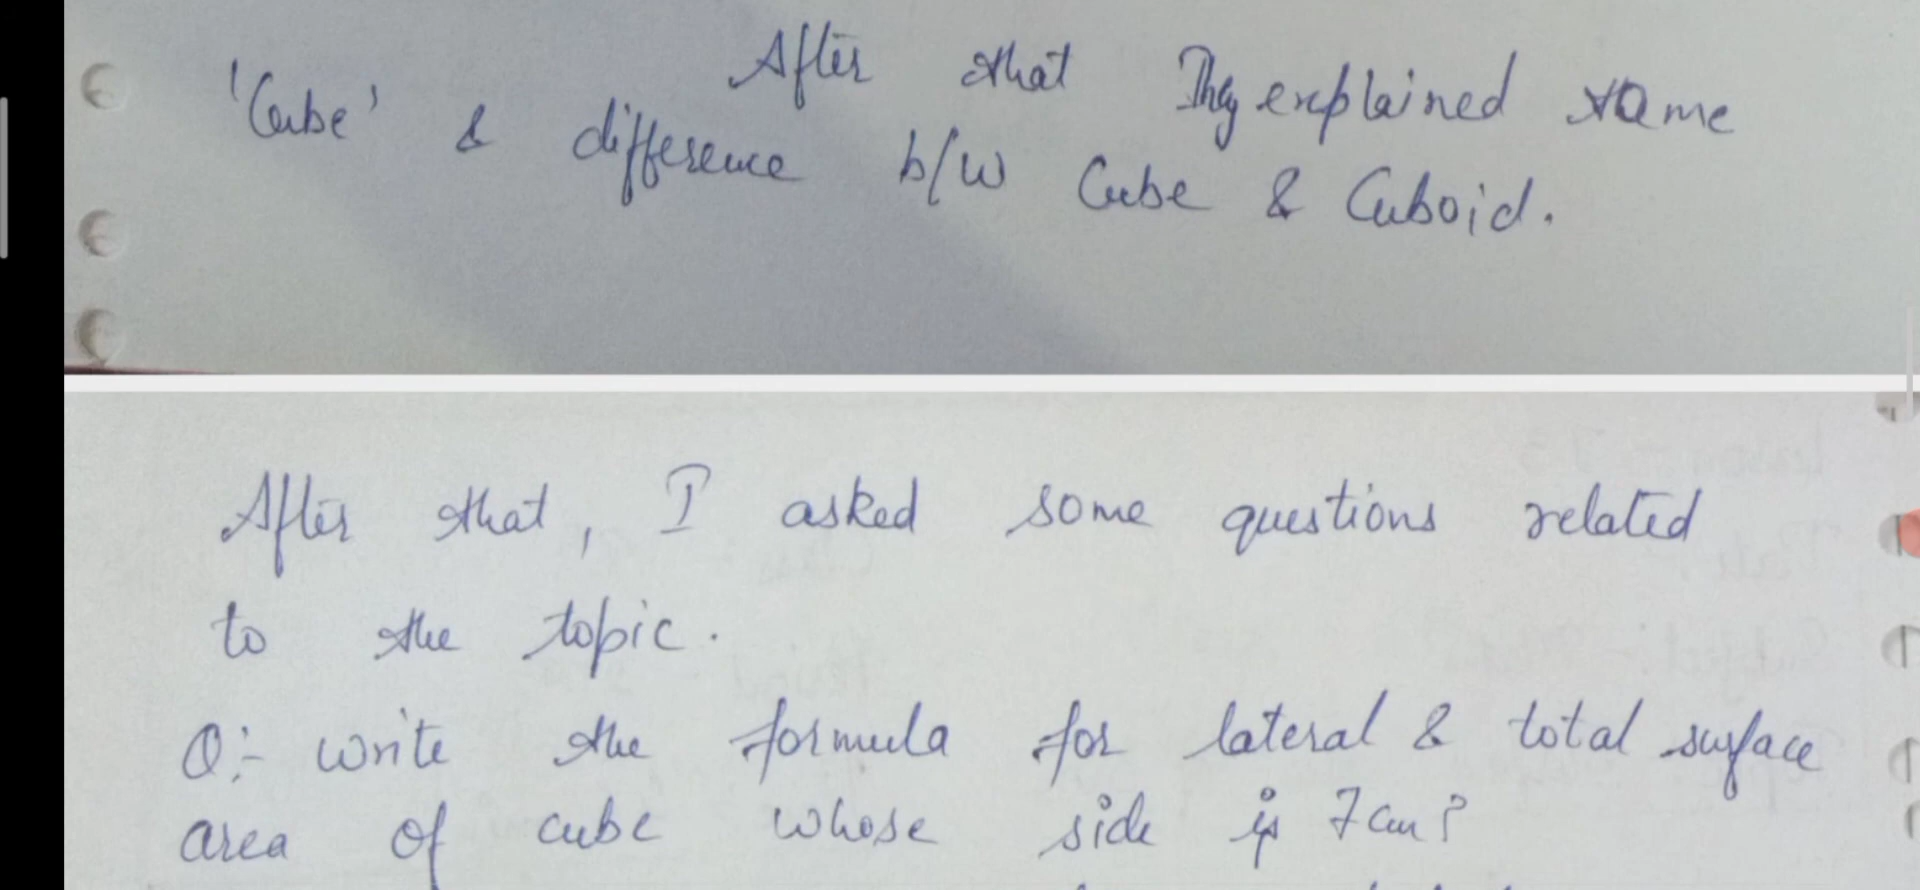 After that They explained same
'Cube' & difference b/w Cube & Cuboid.
After that, I asked some questions related
to the topic.
Q:- write the formula for lateral & total surface
area of cube whose side is 7cm?